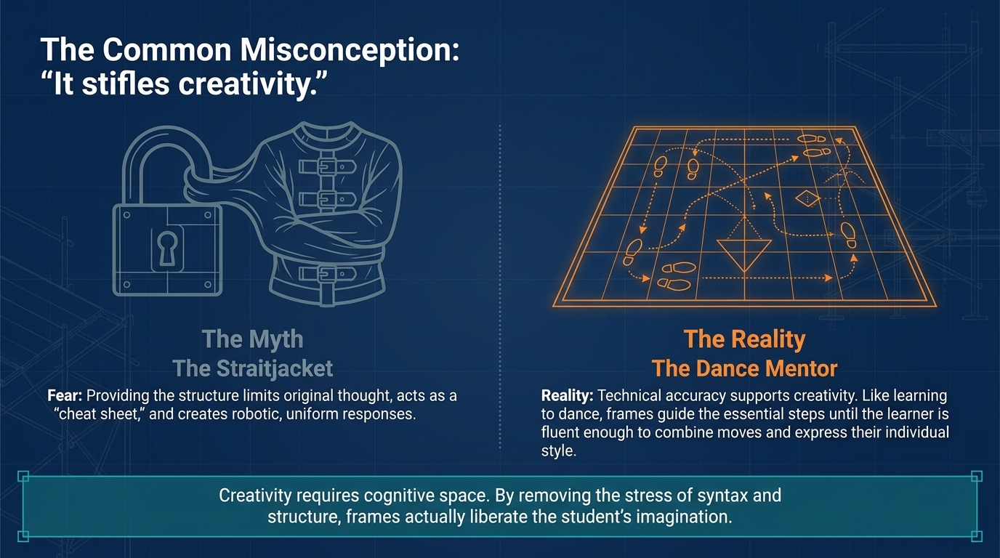 The Common Misconception:
“It stifles creativity.”
The Myth
The Straitjacket
Fear: Providing the structure limits original thought, acts as a
“cheat sheet,” and creates robotic, uniform responses.
The Reality
The Dance Mentor
Reality: Technical accuracy supports creativity. Like learning
to dance, frames guide the essential steps until the learner is
fluent enough to combine moves and express their individual
style.
Creativity requires cognitive space. By removing the stress of syntax and
structure, frames actually liberate the student’s imagination.